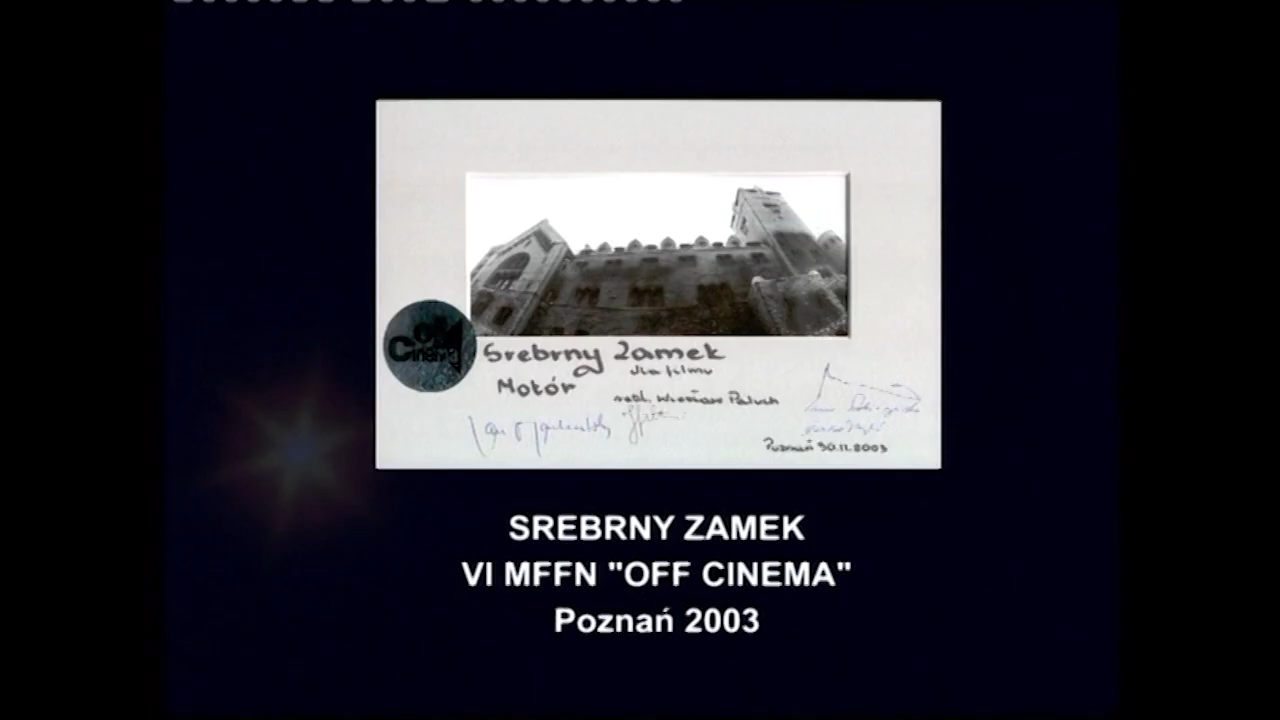 Off
Cinema
Srebrny Zamek
dla filmu
Motór
reż. Wiesław Paluch
Poznań 30.11.2003
SREBRNY ZAMEK
VI MFFN "OFF CINEMA"
Poznań 2003